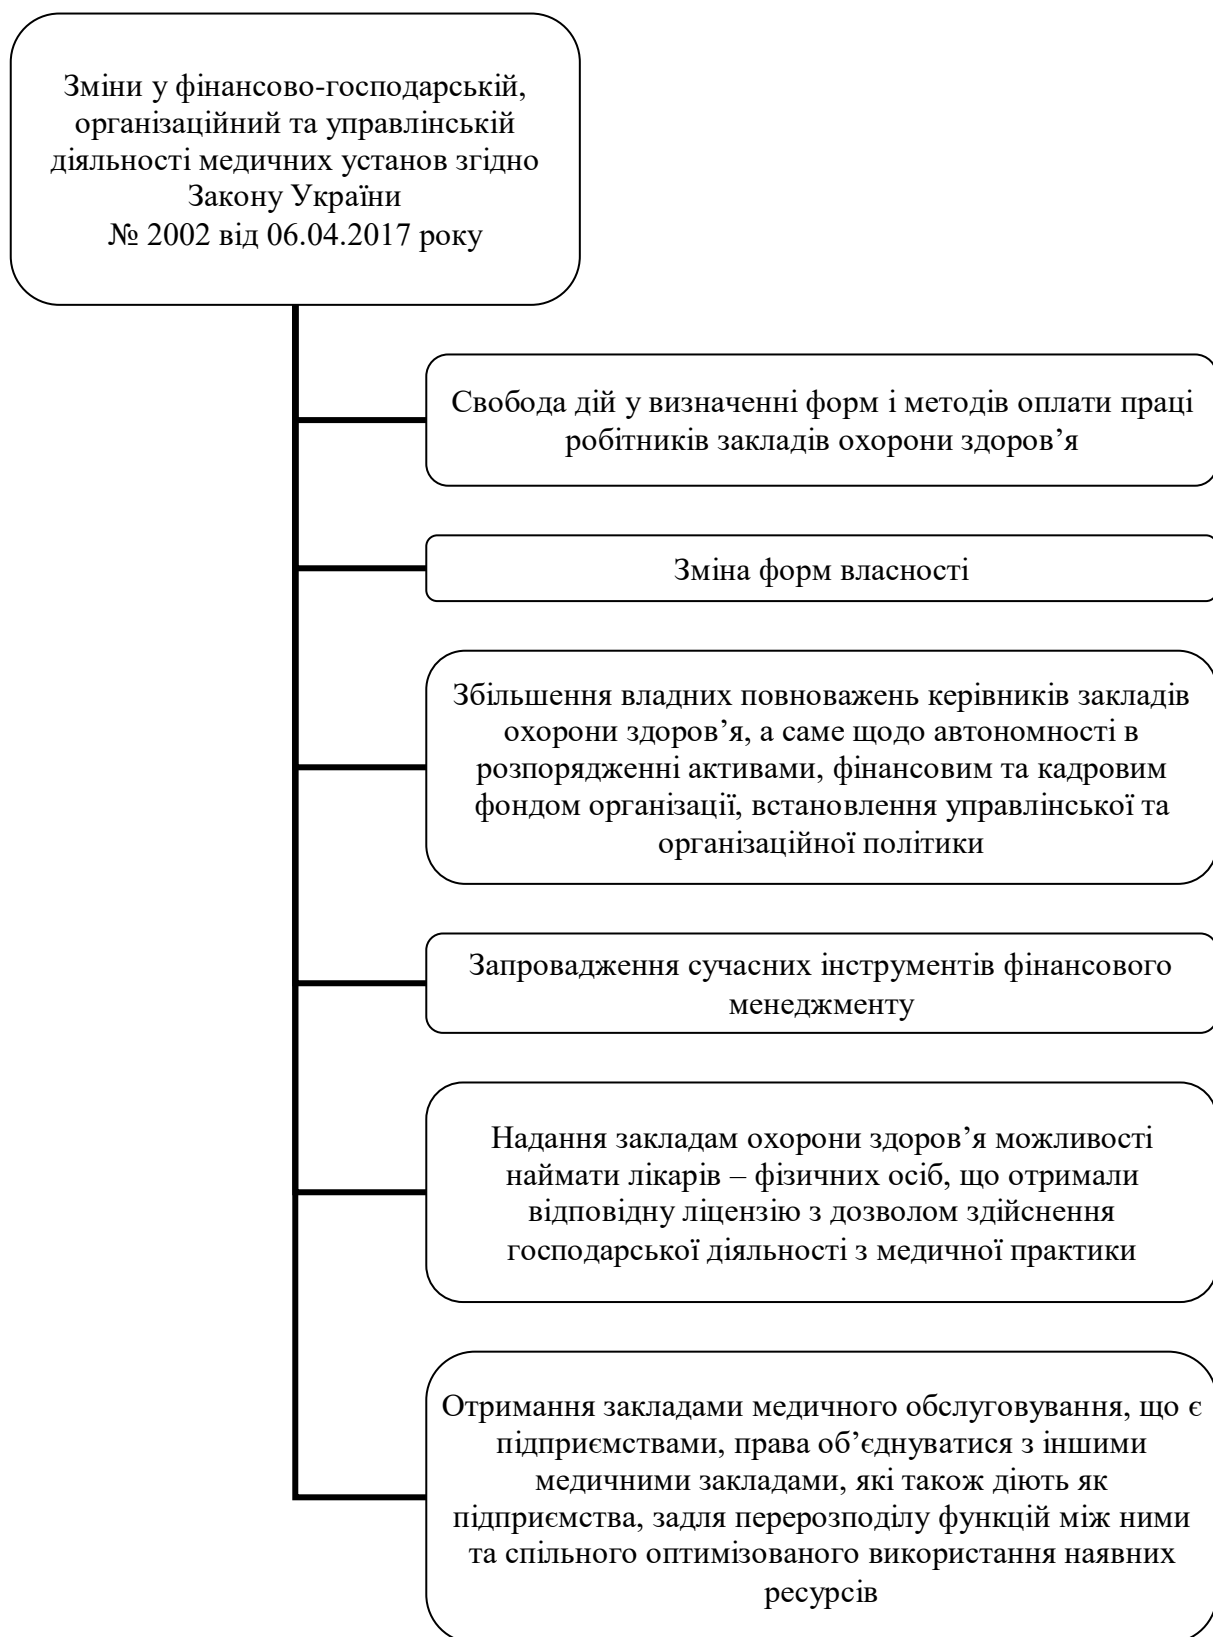 Зміни у фінансово-господарській,
організаційний та управлінській
діяльності медичних установ згідно
Закону України
№ 2002 від 06.04.2017 року
Свобода дій у визначенні форм і методів оплати праці
робітників закладів охорони здоров’я
Зміна форм власності
Збільшення владних повноважень керівників закладів
охорони здоров’я, а саме щодо автономності в
розпорядженні активами, фінансовим та кадровим
фондом організації, встановлення управлінської та
організаційної політики
Запровадження сучасних інструментів фінансового
менеджменту
Надання закладам охорони здоров’я можливості
наймати лікарів – фізичних осіб, що отримали
відповідну ліцензію з дозволом здійснення
господарської діяльності з медичної практики
Отримання закладами медичного обслуговування, що є
підприємствами, права об’єднуватися з іншими
медичними закладами, які також діють як
підприємства, задля перерозподілу функцій між ними
та спільного оптимізованого використання наявних
ресурсів